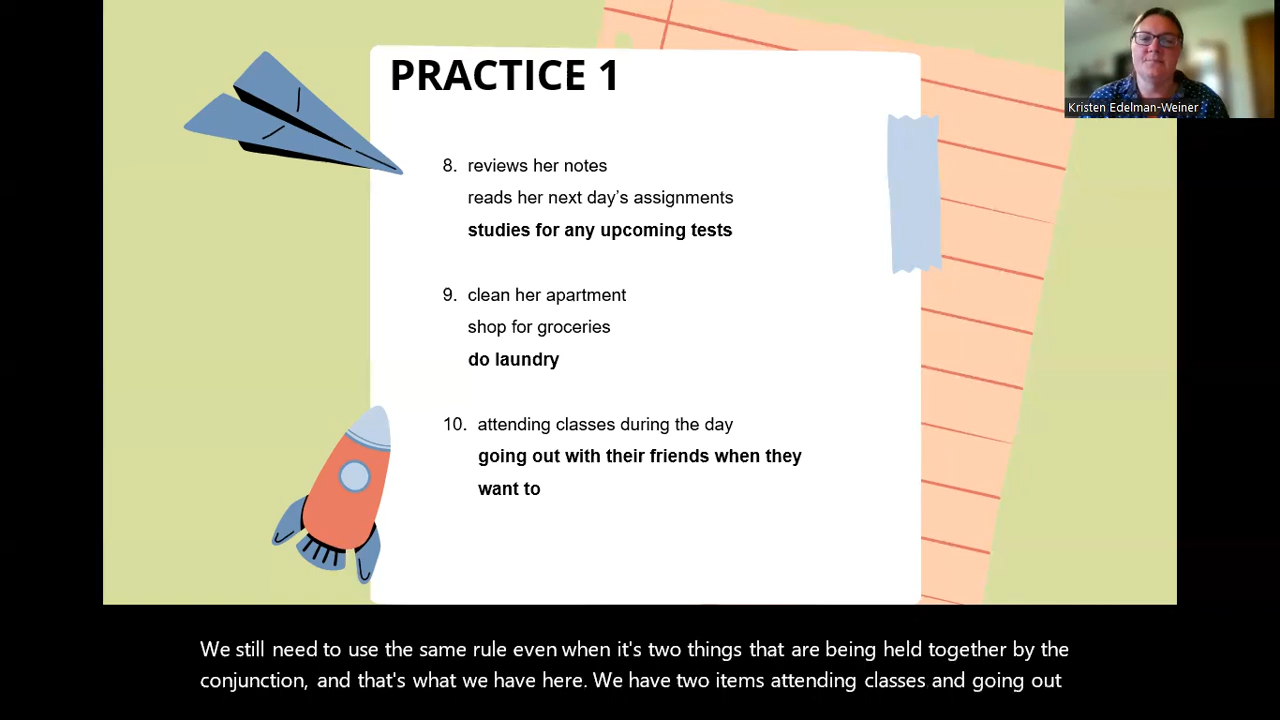 PRACTICE 1
Kristen Edelman-Weiner
8. reviews her notes
reads her next day’s assignments
studies for any upcoming tests
9. clean her apartment
shop for groceries
do laundry
10. attending classes during the day
going out with their friends when they
want to
We still need to use the same rule even when it's two things that are being held together by the
conjunction, and that's what we have here. We have two items attending classes and going out